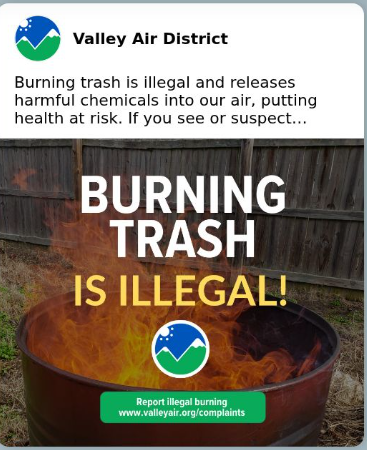 Valley Air District
Burning trash is illegal and releases
harmful chemicals into our air, putting
health at risk. If you see or suspect...
BURNING
TRASH
IS ILLEGAL!
Report illegal burning
www.valleyair.org/complaints